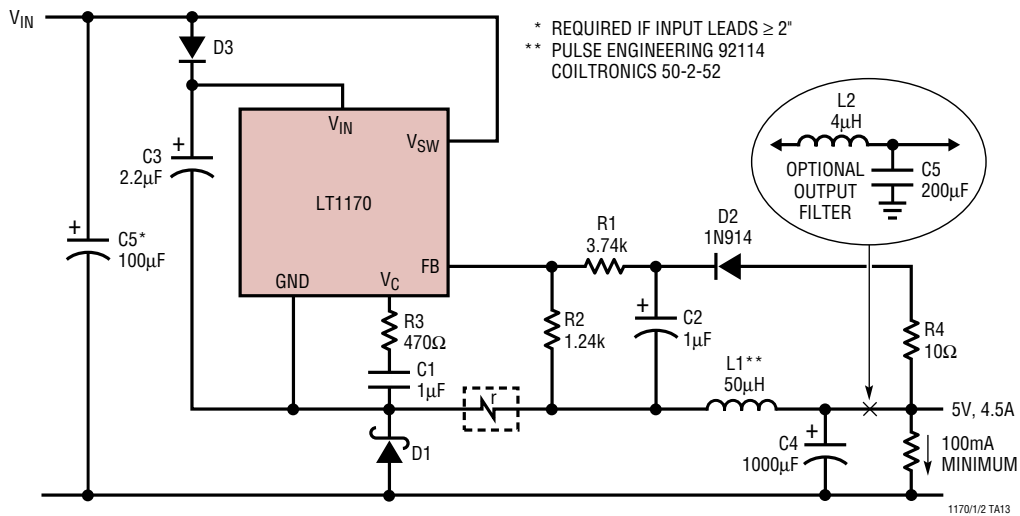 V_IN
D3
* REQUIRED IF INPUT LEADS ≥ 2"
** PULSE ENGINEERING 92114
COILTRONICS 50-2-52
L2
4µH
OPTIONAL
OUTPUT
FILTER
C5
200µF
V_IN
V_SW
LT1170
GND
V_C
FB
+
C3
2.2µF
+
C5*
100µF
R1
3.74k
D2
1N914
R3
470Ω
C1
1µF
R2
1.24k
+
C2
1µF
R4
10Ω
r
L1**
50µH
5V, 4.5A
D1
+
C4
1000µF
100mA
MINIMUM
1170/1/2 TA13